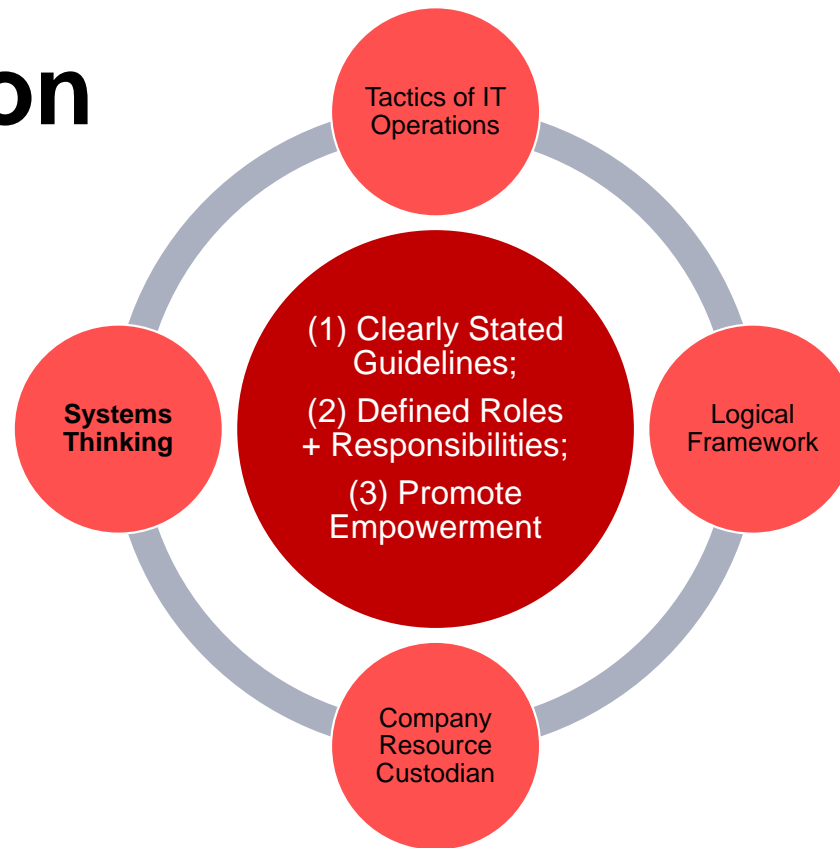 on
Tactics of IT
Operations
(1) Clearly Stated
Guidelines;
(2) Defined Roles
+ Responsibilities;
(3) Promote
Empowerment
Systems
Thinking
Logical
Framework
Company
Resource
Custodian